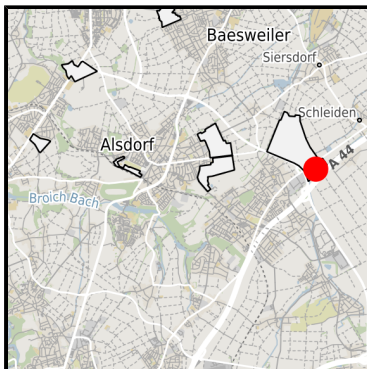 Baesweiler
Siersdorf
Schleiden
Alsdorf
A 44
Broich Bach